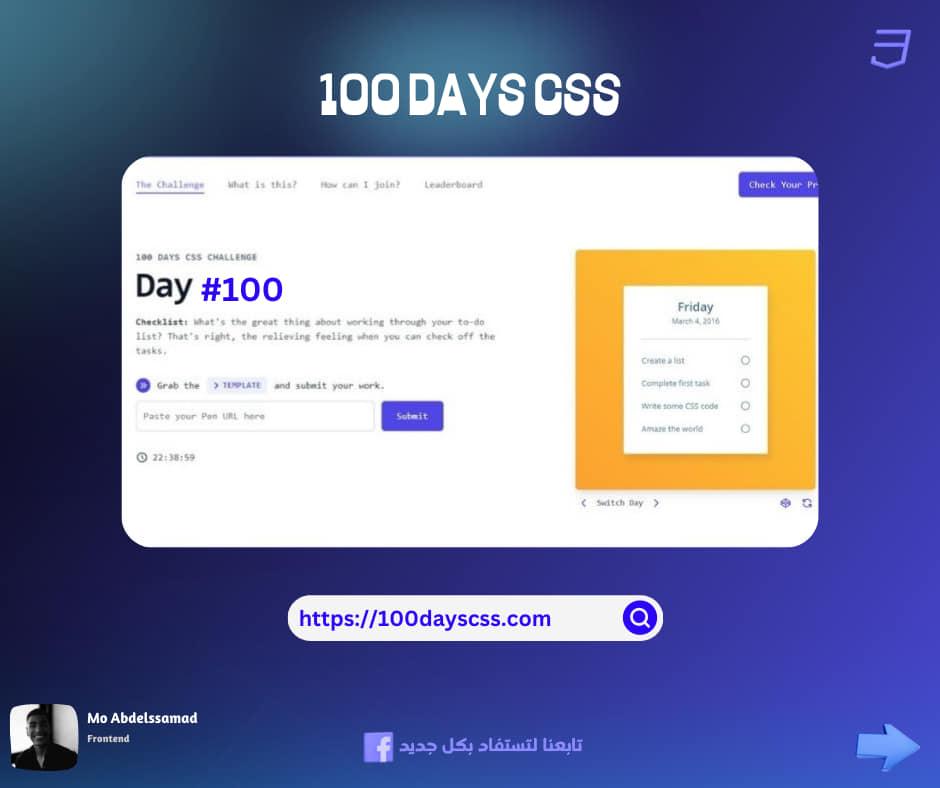 100 DAYS CSS
The Challenge What is this? How can I join? Leaderboard
Check Your Pr
100 DAYS CSS CHALLENGE
Day #100
Checklist: What's the great thing about working through your to-do
list? That's right, the relieving feeling when you can check off the
tasks.
Grab the TEMPLATE and submit your work.
Paste your Pen URL here
Submit
22:38:59
Friday
March 4, 2016
Create a list
Complete first task
Write some CSS code
Amaze the world
Switch Day
https://100dayscss.com
Mo Abdelssamad
Frontend
تابعنا لتستفاد بكل جديد